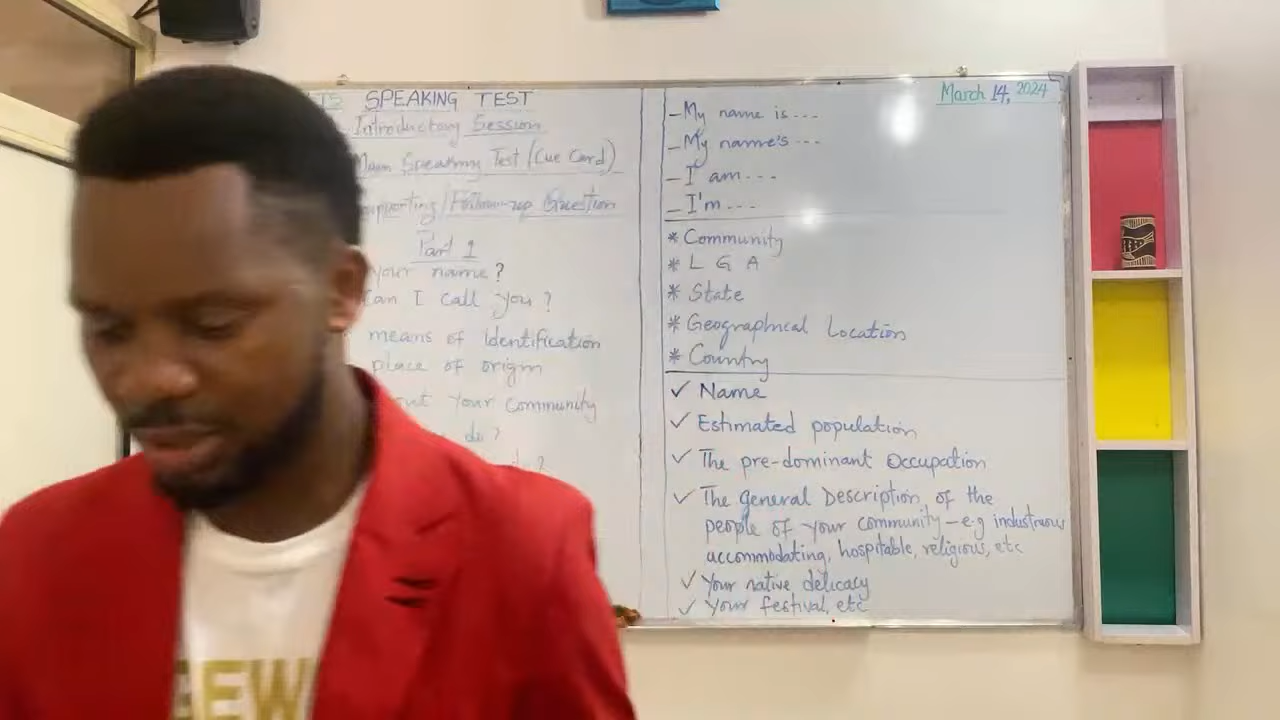 SPEAKING TEST
Introductory Session
Main Speaking Test (Cue Card)
/Follow-up Question
Part 1
your name?
Can I call you?
means of Identification
place of origin
your community
do?
- My name is ...
- My name's ...
- I am ...
- I'm ...
* Community
* L G A
* State
* Geographical Location
* Country
✓ Name
✓ Estimated population
✓ The pre-dominant Occupation
✓ The general Description of the
people of your community - e.g industraous
accommodating, hospitable, religious, etc
✓ Your native delicacy
✓ Your festival, etc
March 14, 2024
EW